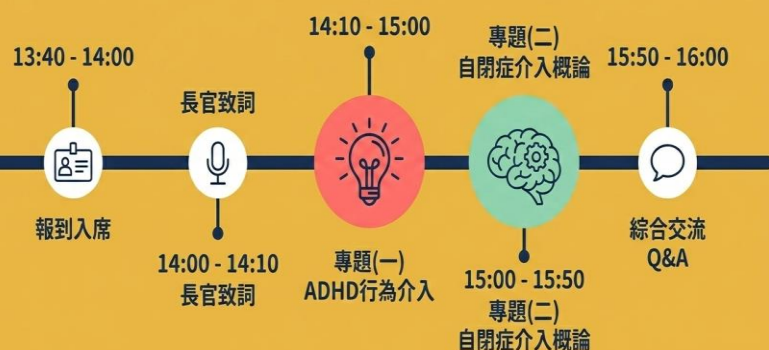 13:40 - 14:00
報到入席
長官致詞
14:00 - 14:10
長官致詞
14:10 - 15:00
專題(一)
ADHD行為介入
專題(二)
自閉症介入概論
15:00 - 15:50
專題(二)
自閉症介入概論
15:50 - 16:00
綜合交流
Q&A